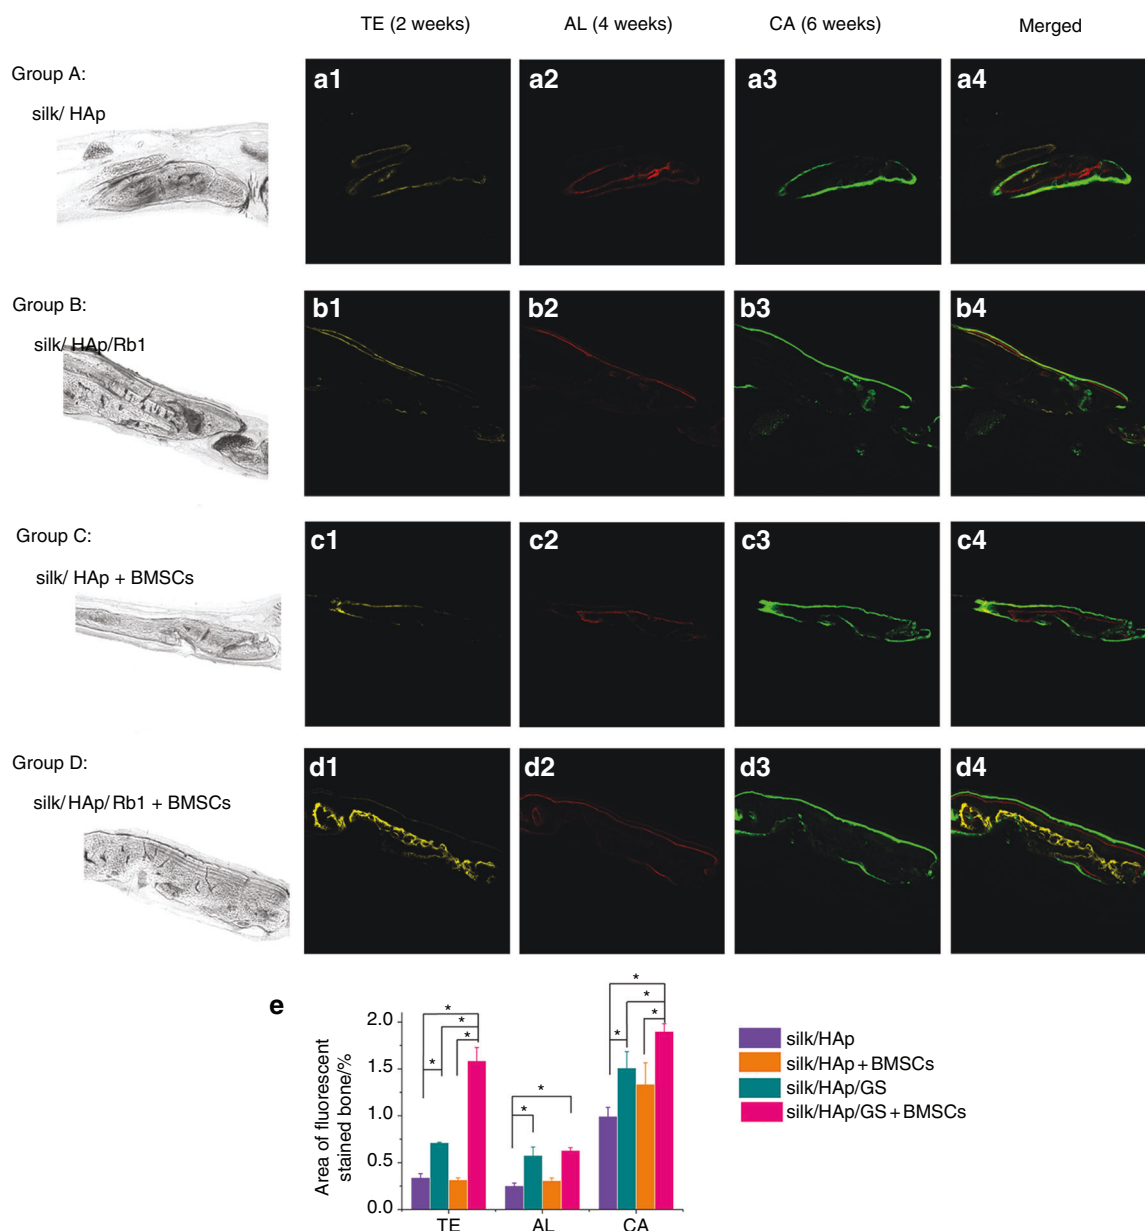 TE (2 weeks) AL (4 weeks) CA (6 weeks) Merged
Group A:
silk/ HAp
a1 a2 a3 a4
Group B:
silk/ HAp/Rb1
b1 b2 b3 b4
Group C:
silk/ HAp + BMSCs
c1 c2 c3 c4
Group D:
silk/HAp/Rb1 + BMSCs
d1 d2 d3 d4
e
Area of fluorescent
stained bone/%
2.0
1.5
1.0
0.5
0.0
* * * *
* *
* * * *
TE AL CA
silk/HAp
silk/HAp + BMSCs
silk/HAp/GS
silk/HAp/GS + BMSCs